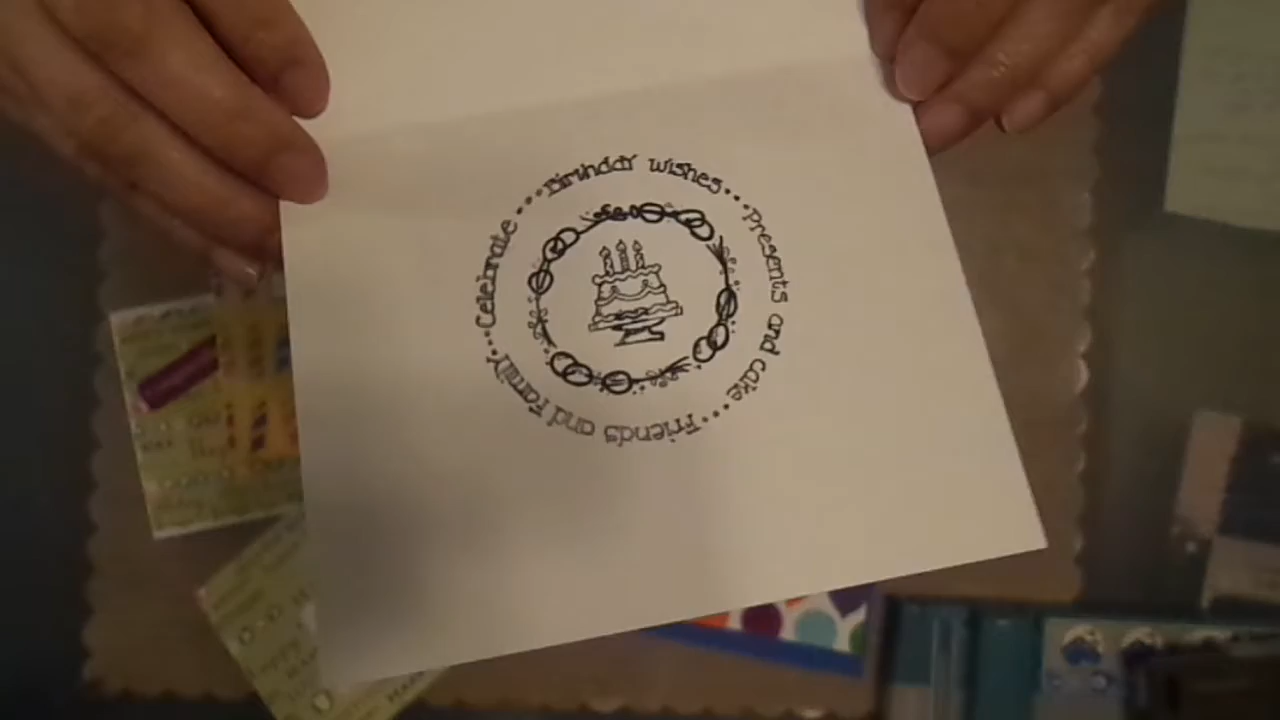 Birthday Wishes
Presents and cake
Friends and Family
Celebrate